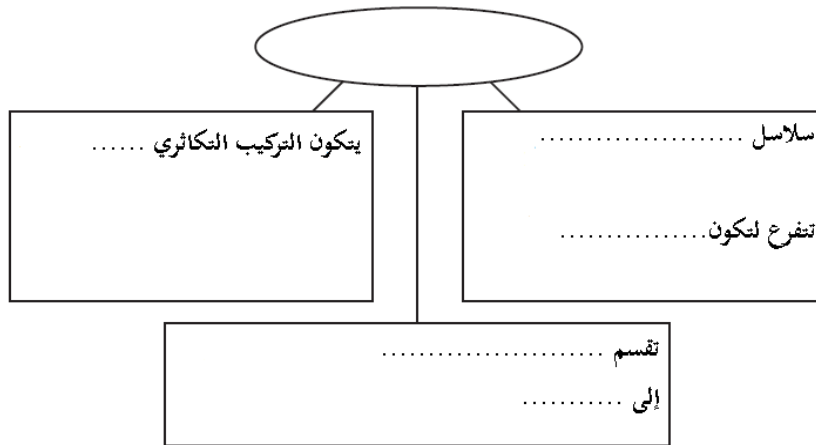 سلاسل ......................
تتفرع لتكون................
يتكون التركيب التكاثري ......
تقسم ........................
إلى ...........